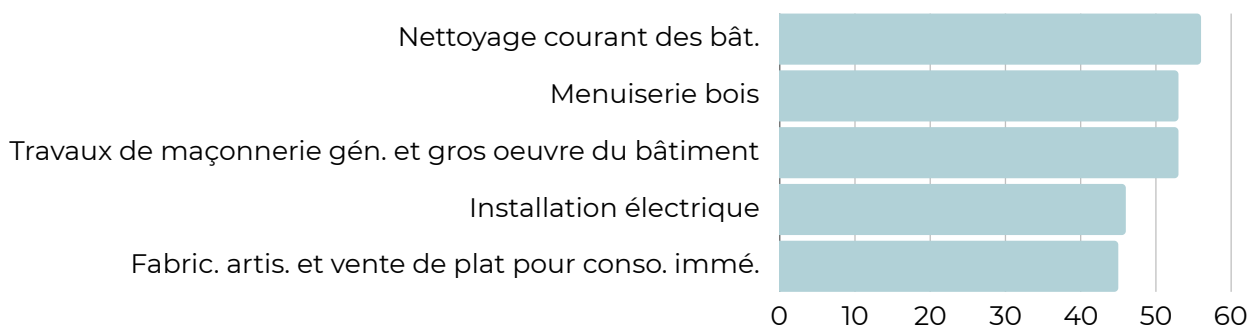 Nettoyage courant des bât.
Menuiserie bois
Travaux de maçonnerie gén. et gros oeuvre du bâtiment
Installation électrique
Fabric. artis. et vente de plat pour conso. immé.
0 10 20 30 40 50 60